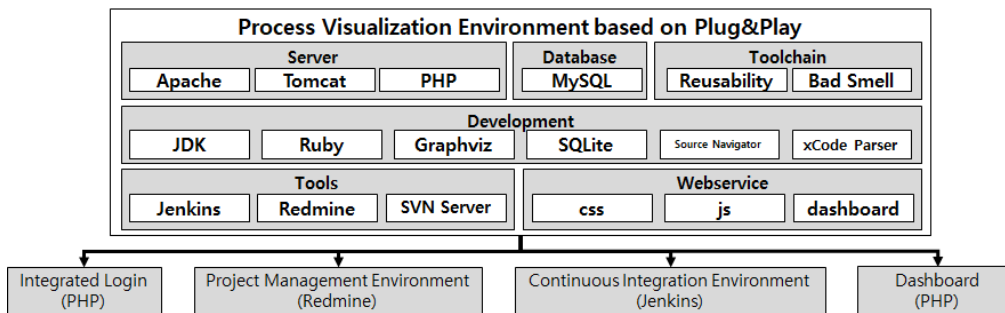 Process Visualization Environment based on Plug&Play
Server
Apache
Tomcat
PHP
Database
MySQL
Toolchain
Reusability
Bad Smell
Development
JDK
Ruby
Graphviz
SQLite
Source Navigator
xCode Parser
Tools
Jenkins
Redmine
SVN Server
Webservice
css
js
dashboard
Integrated Login
(PHP)
Project Management Environment
(Redmine)
Continuous Integration Environment
(Jenkins)
Dashboard
(PHP)